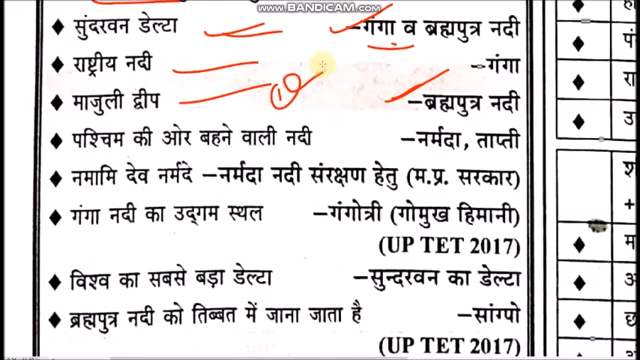 www.BANDICAM.com
♦ सुंदरवन डेल्टा –गंगा व ब्रह्मपुत्र नदी
♦ राष्ट्रीय नदी –गंगा
♦ माजुली द्वीप –ब्रह्मपुत्र नदी
♦ पश्चिम की ओर बहने वाली नदी –नर्मदा, ताप्ती
♦ नमामि देव नर्मदे –नर्मदा नदी संरक्षण हेतु (म.प्र. सरकार)
♦ गंगा नदी का उद्‌गम स्थल –गंगोत्री (गोमुख हिमानी)
(UP TET 2017)
♦ विश्व का सबसे बड़ा डेल्टा –सुन्दरवन का डेल्टा
♦ ब्रह्मपुत्र नदी को तिब्बत में जाना जाता है –सांग्पो
(UP TET 2017)